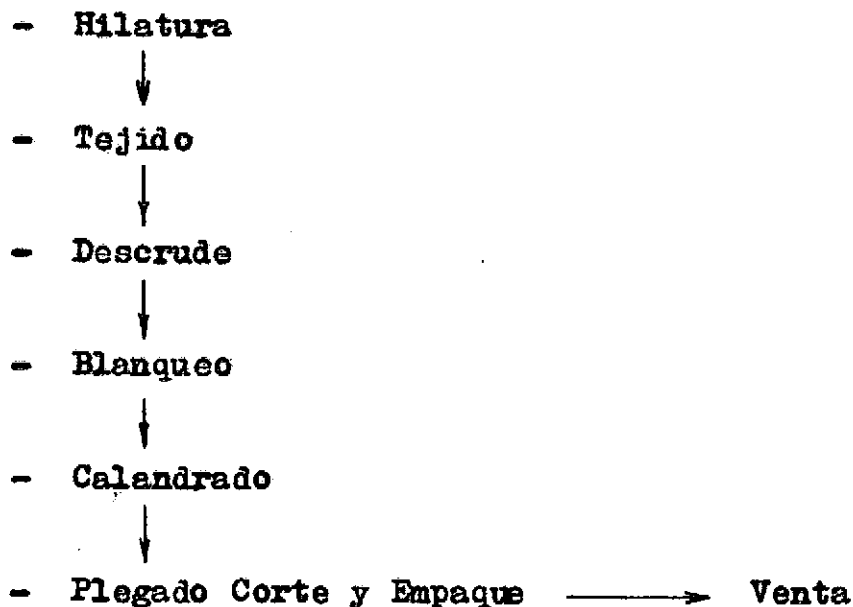 - Hilatura
- Tejido
- Descrude
- Blanqueo
- Calandrado
- Plegado Corte y Empaque Venta